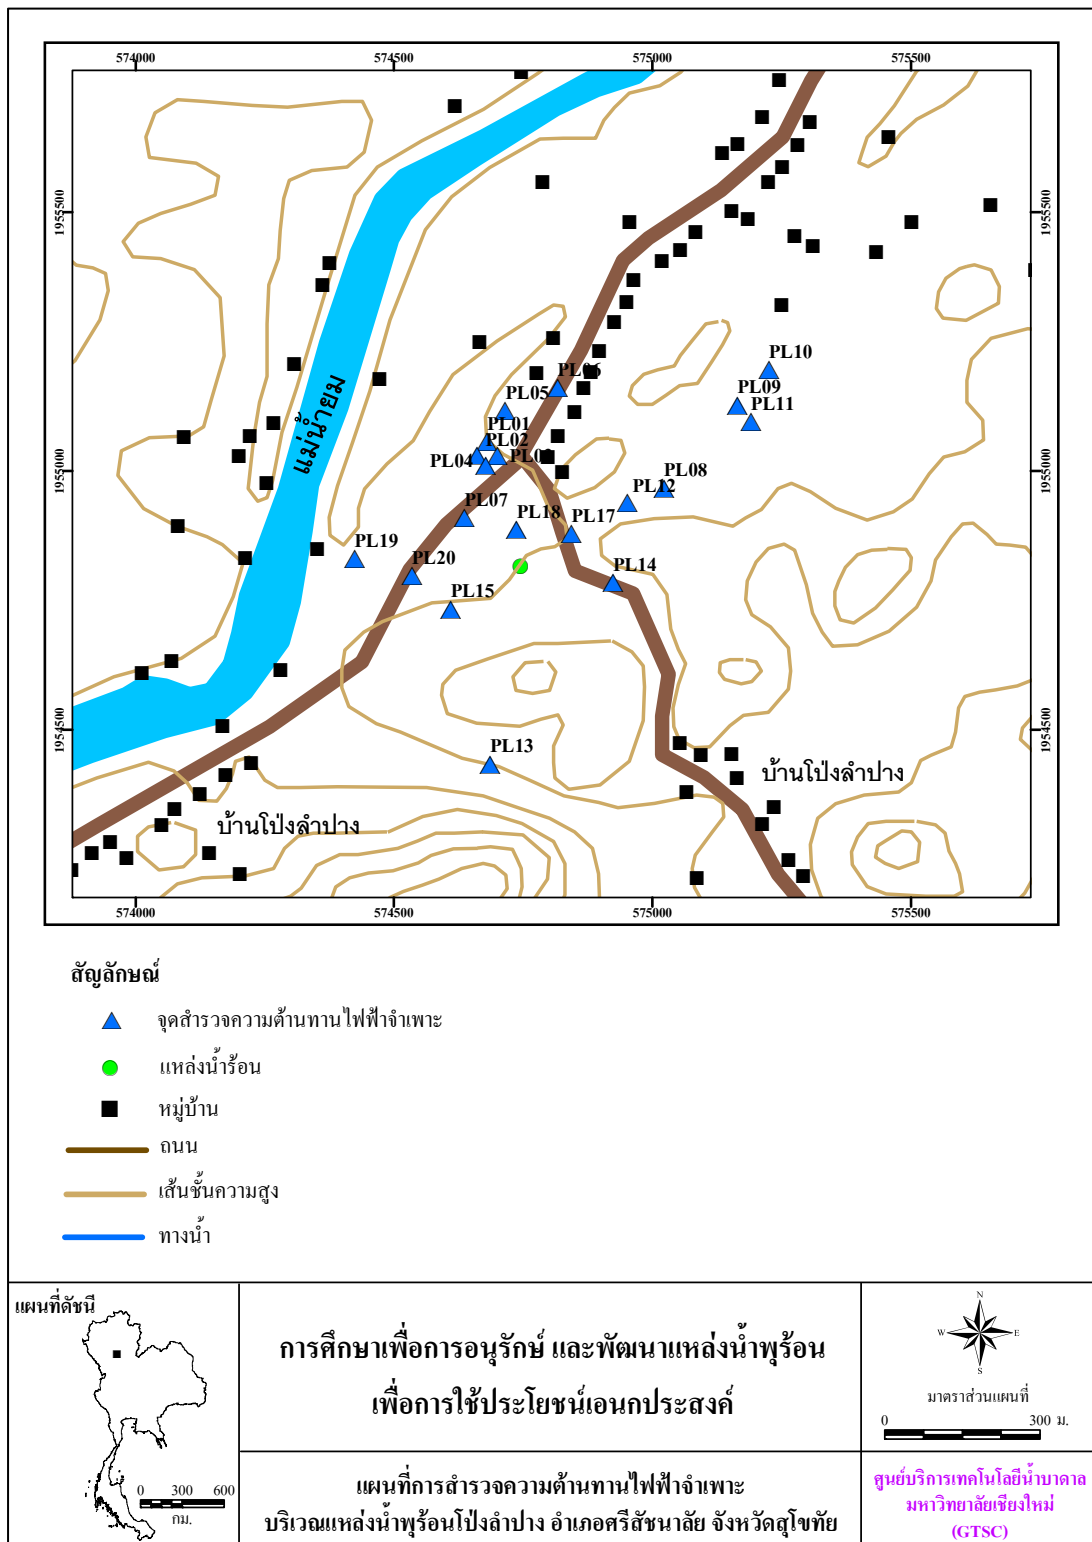 574000 574500 575000 575500
1955500 1955500
PL10
PL06
PL09
PL05
PL11
PL01
PL02
PL04
1955000 1955000
แม่น้ำยม
PL08
PL12
PL07
PL18
PL17
PL19
PL20
PL14
PL15
1954500 1954500
PL13
บ้านโป่งลำปาง
บ้านโป่งลำปาง
574000 574500 575000 575500
สัญลักษณ์
จุดสำรวจความต้านทานไฟฟ้าจำเพาะ
แหล่งน้ำร้อน
หมู่บ้าน
ถนน
เส้นชั้นความสูง
ทางน้ำ
แผนที่ดัชนี
0 300 600
กม.
การศึกษาเพื่อการอนุรักษ์ และพัฒนาแหล่งน้ำพุร้อน
เพื่อการใช้ประโยชน์เอนกประสงค์
แผนที่การสำรวจความต้านทานไฟฟ้าจำเพาะ
บริเวณแหล่งน้ำพุร้อนโป่งลำปาง อำเภอศรีสัชนาลัย จังหวัดสุโขทัย
N
W E
S
มาตราส่วนแผนที่
0 300 ม.
ศูนย์บริการเทคโนโลยีน้ำบาดาล
มหาวิทยาลัยเชียงใหม่
(GTSC)